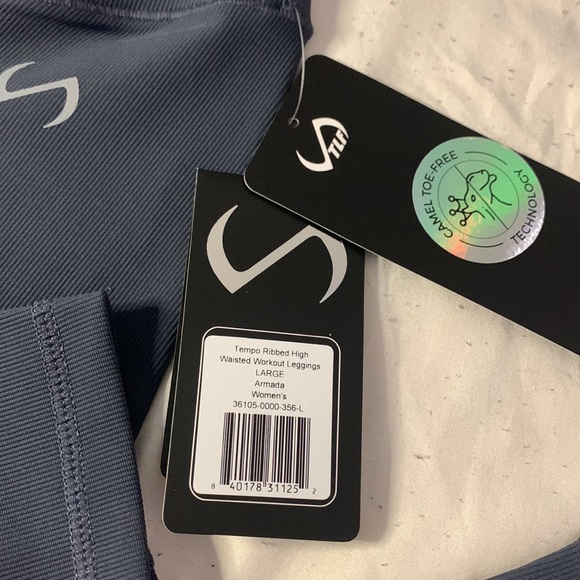 TLF
CAMEL TOE-FREE
TECHNOLOGY
Tempo Ribbed High
Waisted Workout Leggings
LARGE
Armada
Women's
36105-0000-356-L
8 40178 31125 2